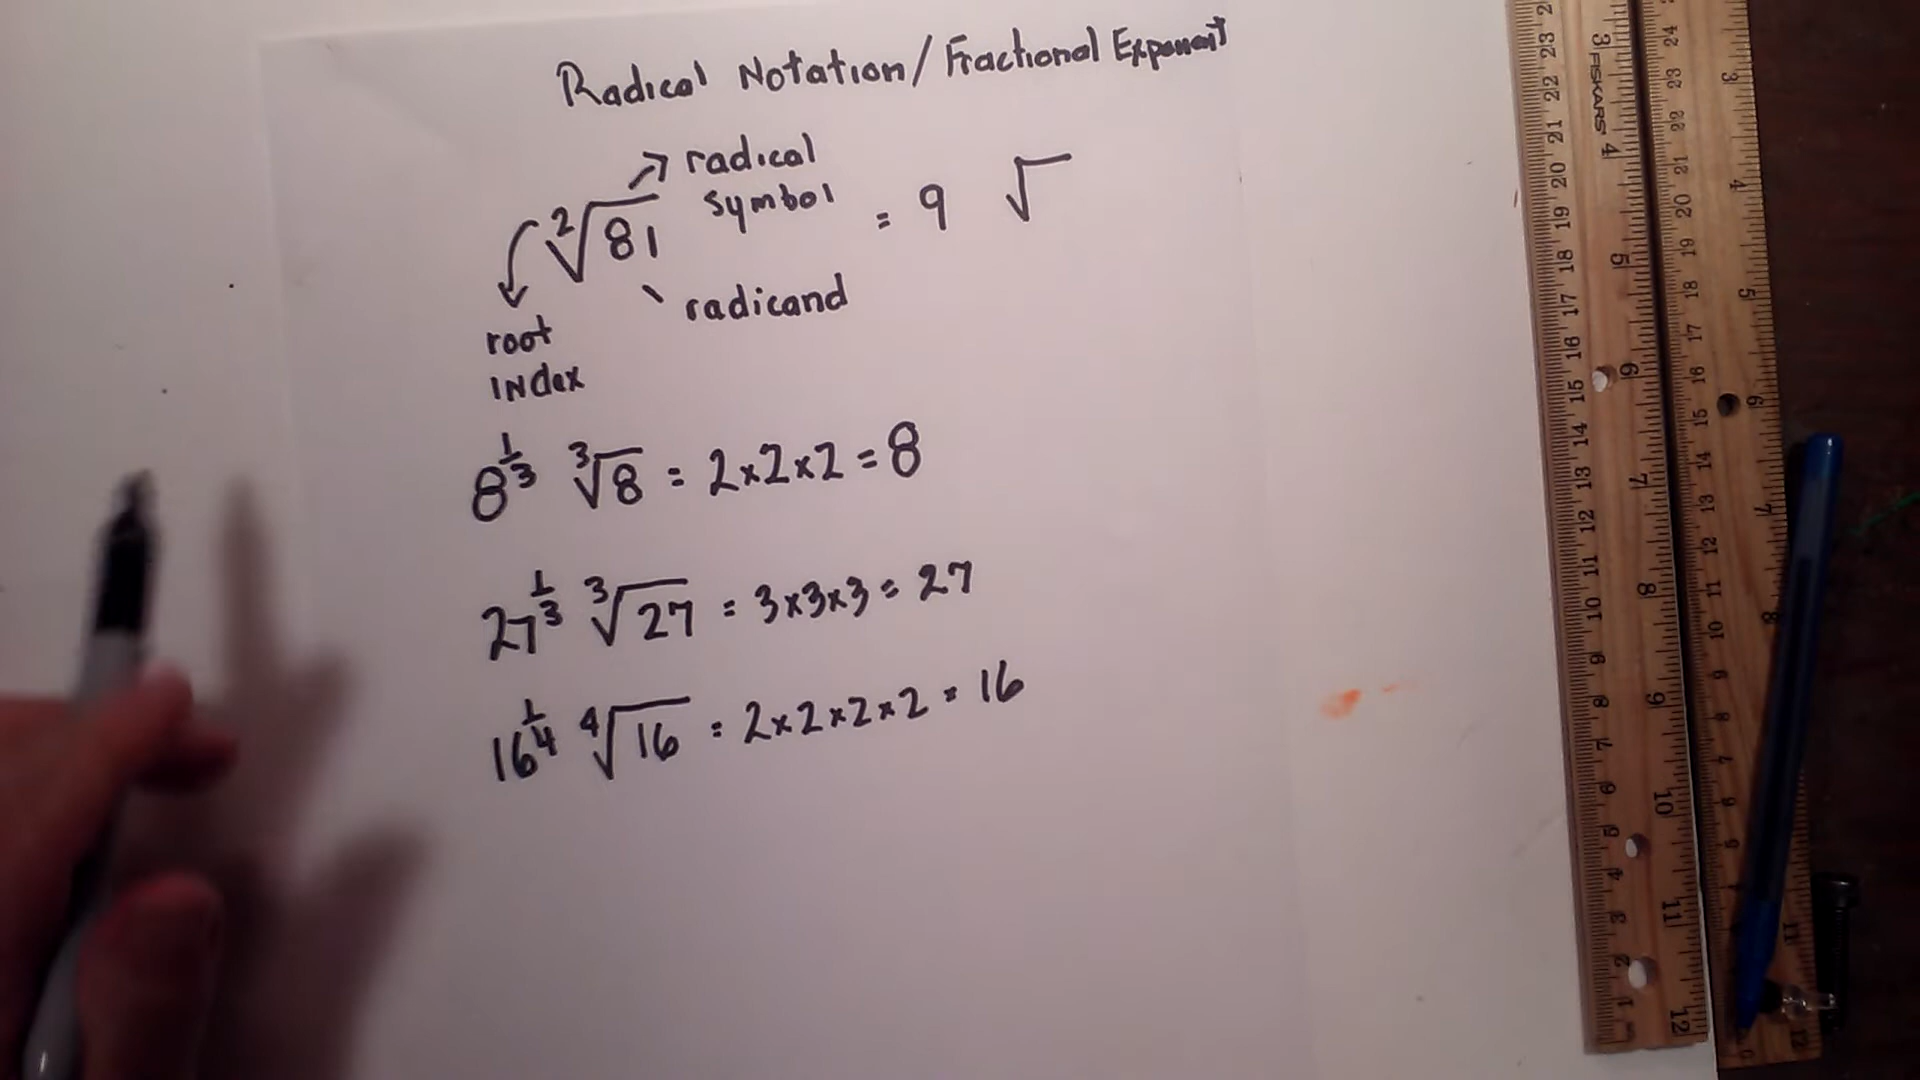 Radical Notation/Fractional Exponent
radical
symbol
²√81 = 9 √
radicand
root
index
8^1/3 ³√8 = 2x2x2 = 8
27^1/3 ³√27 = 3x3x3 = 27
16^1/4 ⁴√16 = 2x2x2x2 = 16
FISKARS